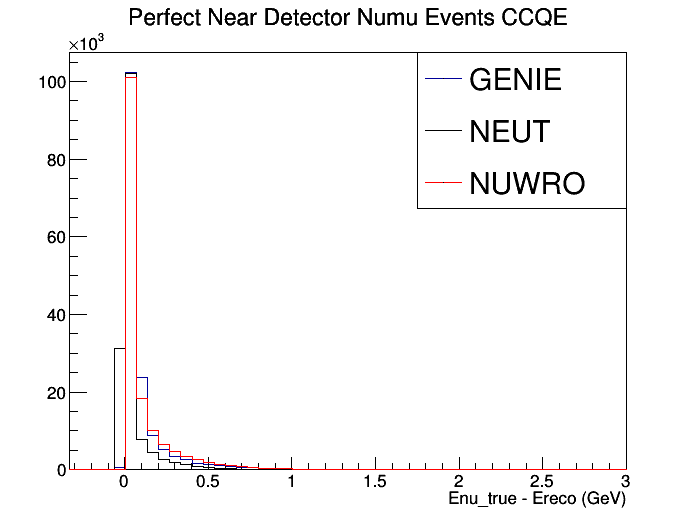 Perfect Near Detector Numu Events CCQE
×10³
100
80
60
40
20
0
GENIE
NEUT
NUWRO
0 0.5 1 1.5 2 2.5 3
Enu_true - Ereco (GeV)